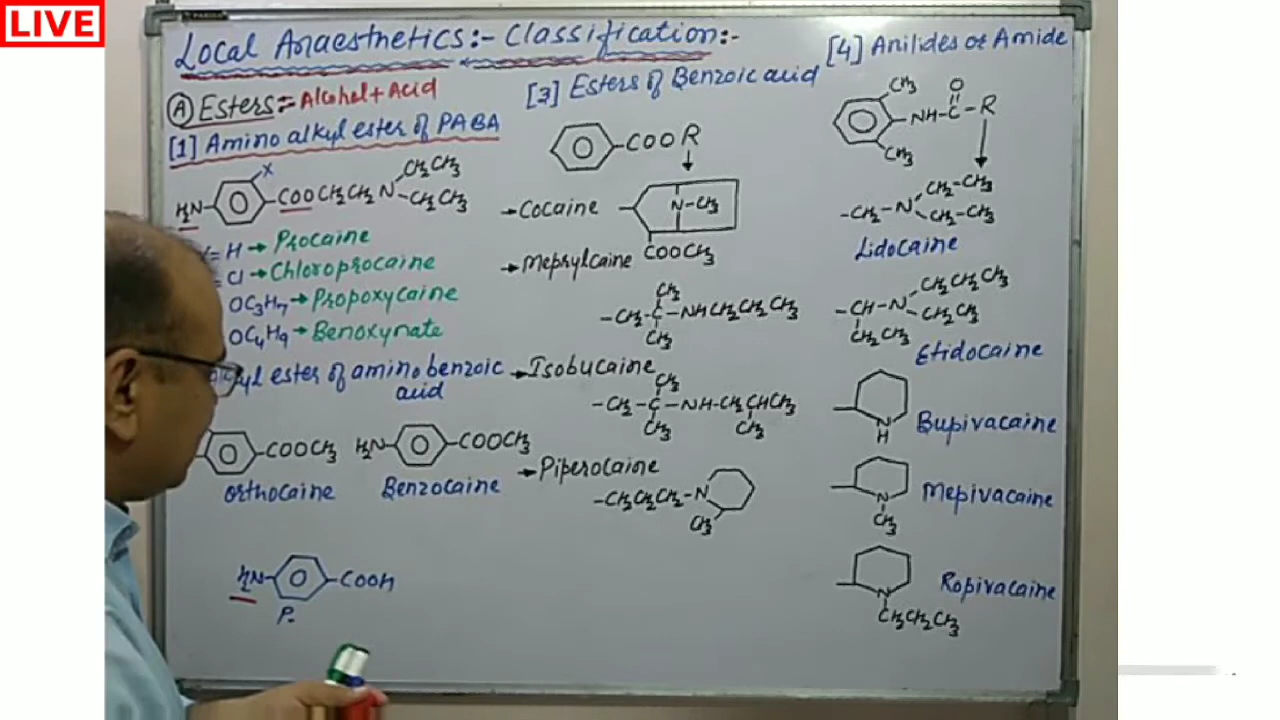 LIVE
Local Anaesthetics:- Classification:-
(A) Esters:- Alcohol + Acid
[1] Amino alkyl ester of PABA
X
H₂N- -COOCH₂CH₂N
CH₂CH₃
CH₂CH₃
= H → Procaine
= Cl → Chloroprocaine
OC₃H₇ → Propoxycaine
OC₄H₉ → Benoxynate
alkyl ester of amino benzoic
acid
-COOCH₃
Orthocaine
H₂N- -COOCH₃
Benzocaine
H₂N- -COOH
P-
[3] Esters of Benzoic acid
-COOR
→ Cocaine
N-CH₃
COOCH₃
→ Meprylcaine
CH₃
-CH₂-C-NHCH₂CH₂CH₃
CH₃
→ Isobucaine
CH₃
-CH₂-C-NH-CH₂CHCH₃
CH₃ CH₃
→ Piperocaine
-CH₂CH₂CH₂-N
CH₃
[4] Anilides or Amide
CH₃ O
-NH-C-R
CH₃
-CH₂-N
CH₂-CH₃
CH₂-CH₃
Lidocaine
-CH-N
CH₂CH₂CH₃
CH₂CH₃
CH₂CH₃
Etidocaine
N
H
Bupivacaine
N
CH₃
Mepivacaine
N
CH₂CH₂CH₃
Ropivacaine